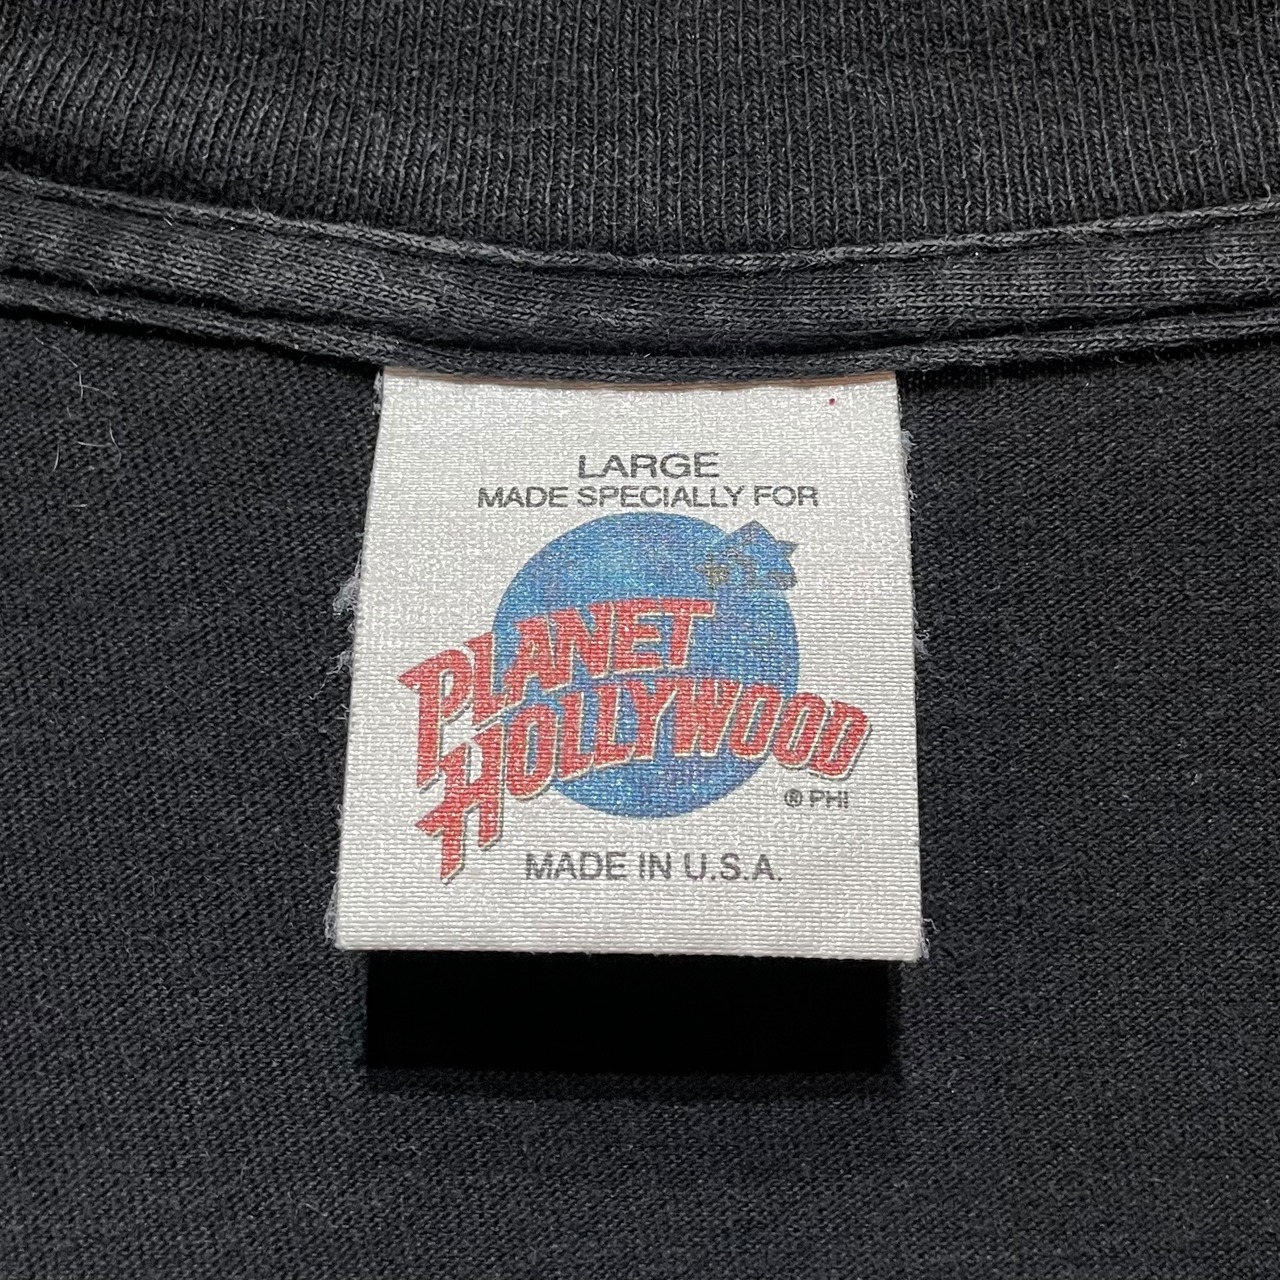 LARGE
MADE SPECIALLY FOR
PLANET
HOLLYWOOD
® PHI
MADE IN U.S.A.